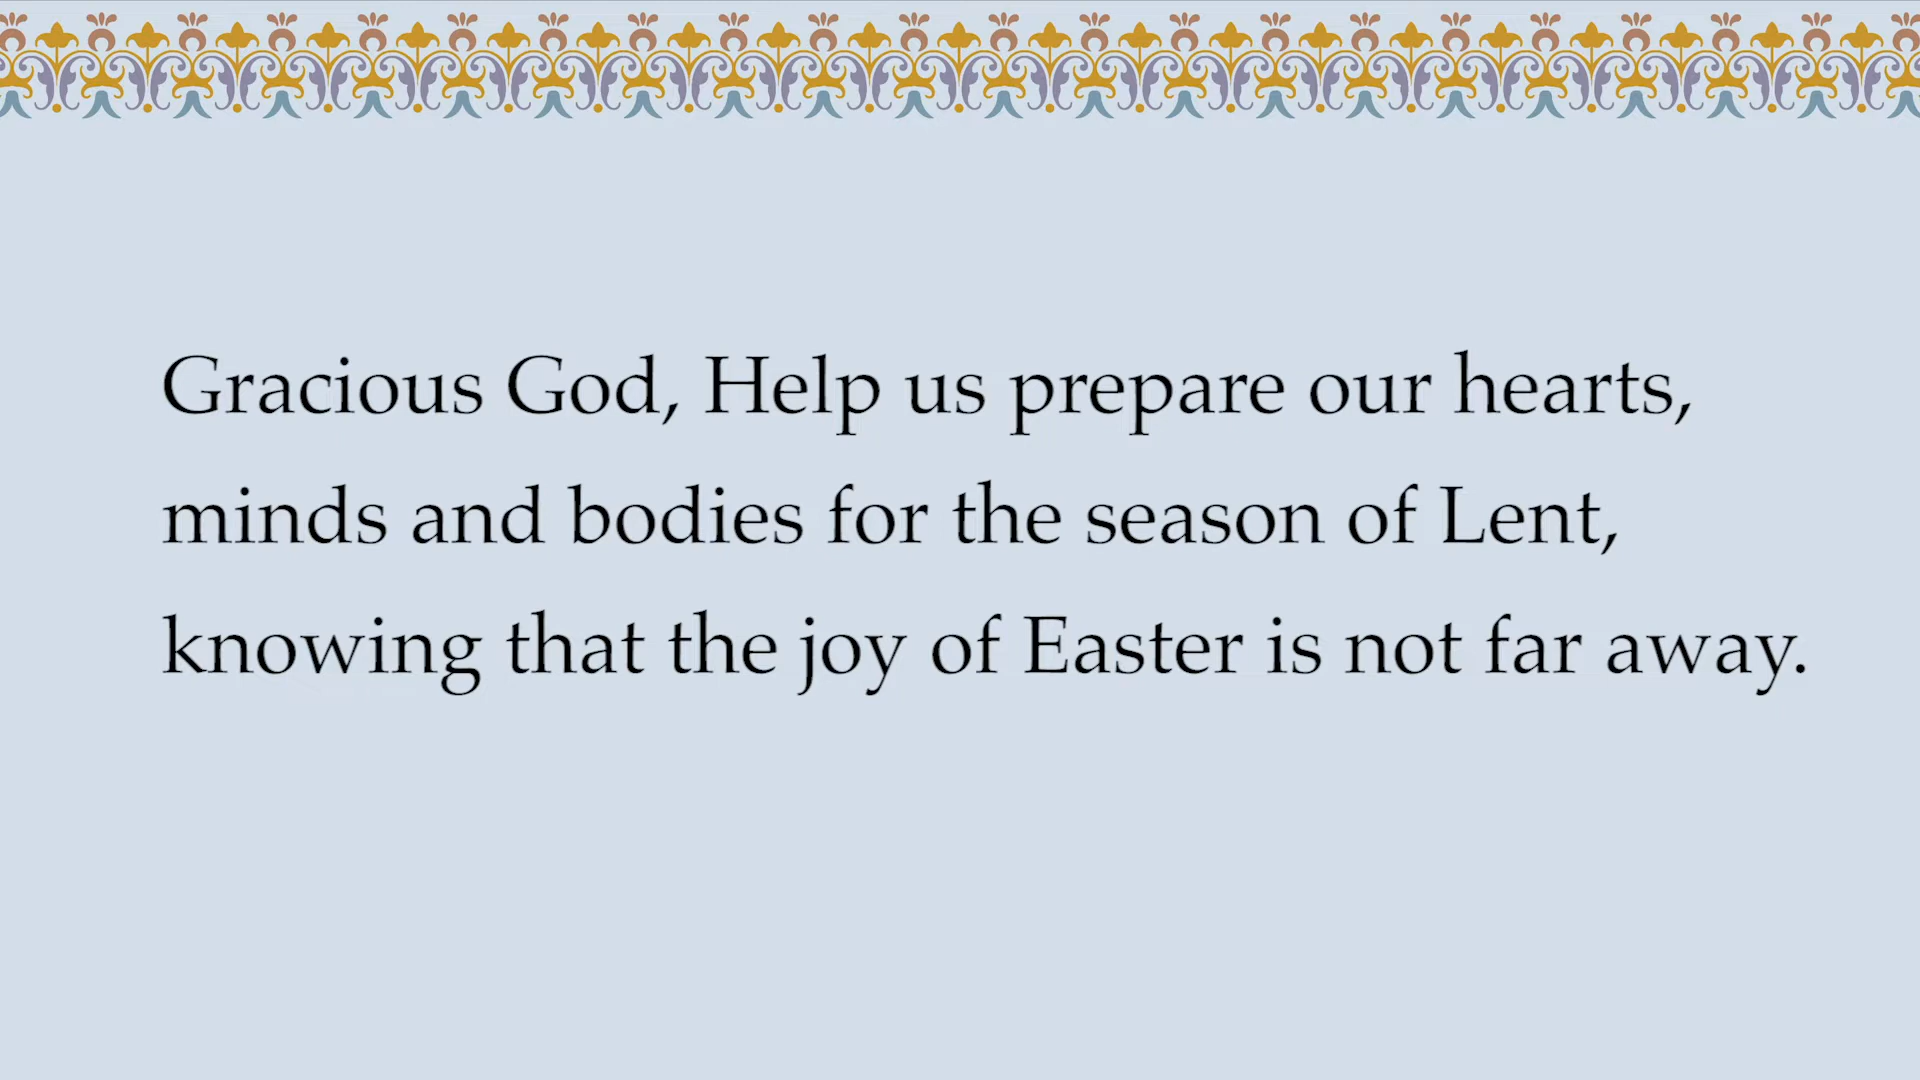 Gracious God, Help us prepare our hearts,
minds and bodies for the season of Lent,
knowing that the joy of Easter is not far away.